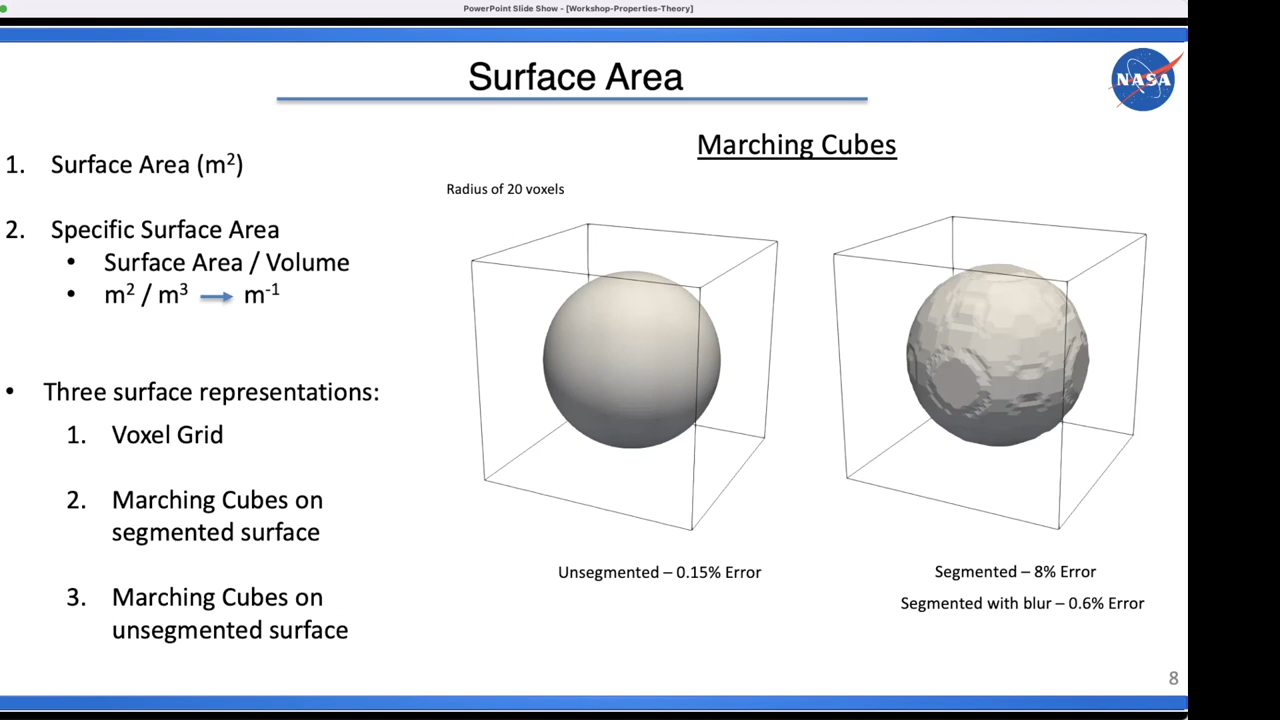 PowerPoint Slide Show - [Workshop-Properties-Theory]
Surface Area
NASA
1. Surface Area (m²)
2. Specific Surface Area
• Surface Area / Volume
• m² / m³ → m⁻¹
• Three surface representations:
1. Voxel Grid
2. Marching Cubes on
segmented surface
3. Marching Cubes on
unsegmented surface
Marching Cubes
Radius of 20 voxels
Unsegmented – 0.15% Error
Segmented – 8% Error
Segmented with blur – 0.6% Error
8